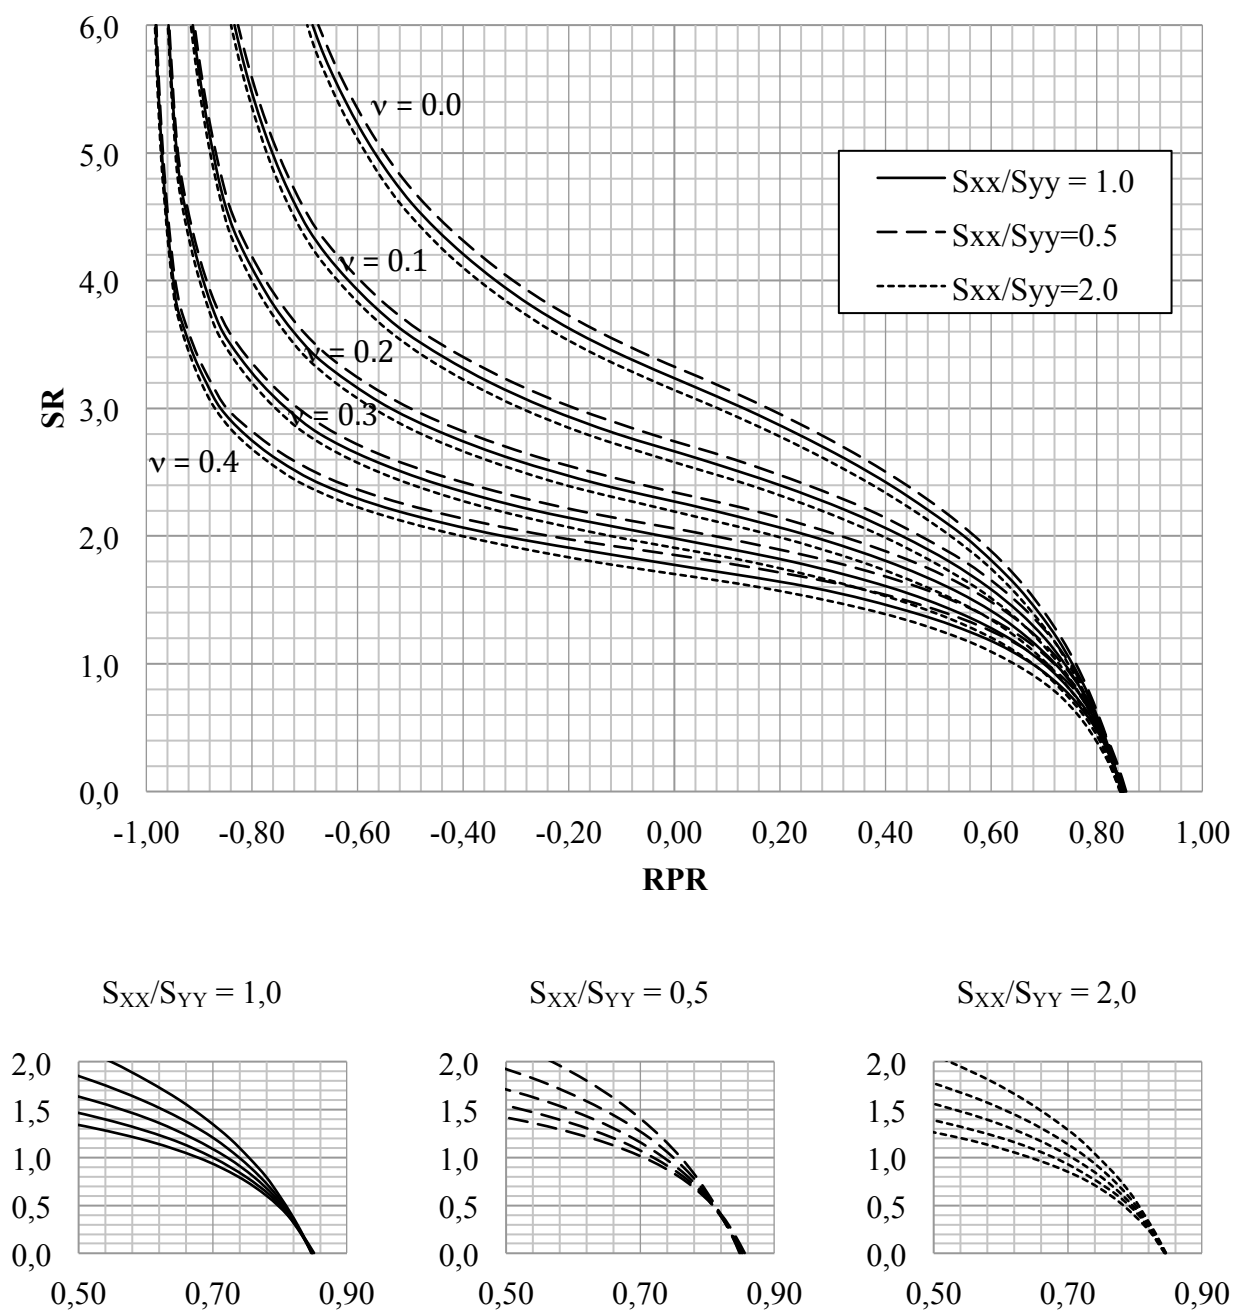 6,0
5,0
4,0
3,0
2,0
1,0
0,0
SR
ν = 0.0
ν = 0.1
ν = 0.2
ν = 0.3
ν = 0.4
Sxx/Syy = 1.0
Sxx/Syy=0.5
Sxx/Syy=2.0
-1,00 -0,80 -0,60 -0,40 -0,20 0,00 0,20 0,40 0,60 0,80 1,00
RPR
SXX/SYY = 1,0
2,0
1,5
1,0
0,5
0,0
0,50 0,70 0,90
SXX/SYY = 0,5
2,0
1,5
1,0
0,5
0,0
0,50 0,70 0,90
SXX/SYY = 2,0
2,0
1,5
1,0
0,5
0,0
0,50 0,70 0,90